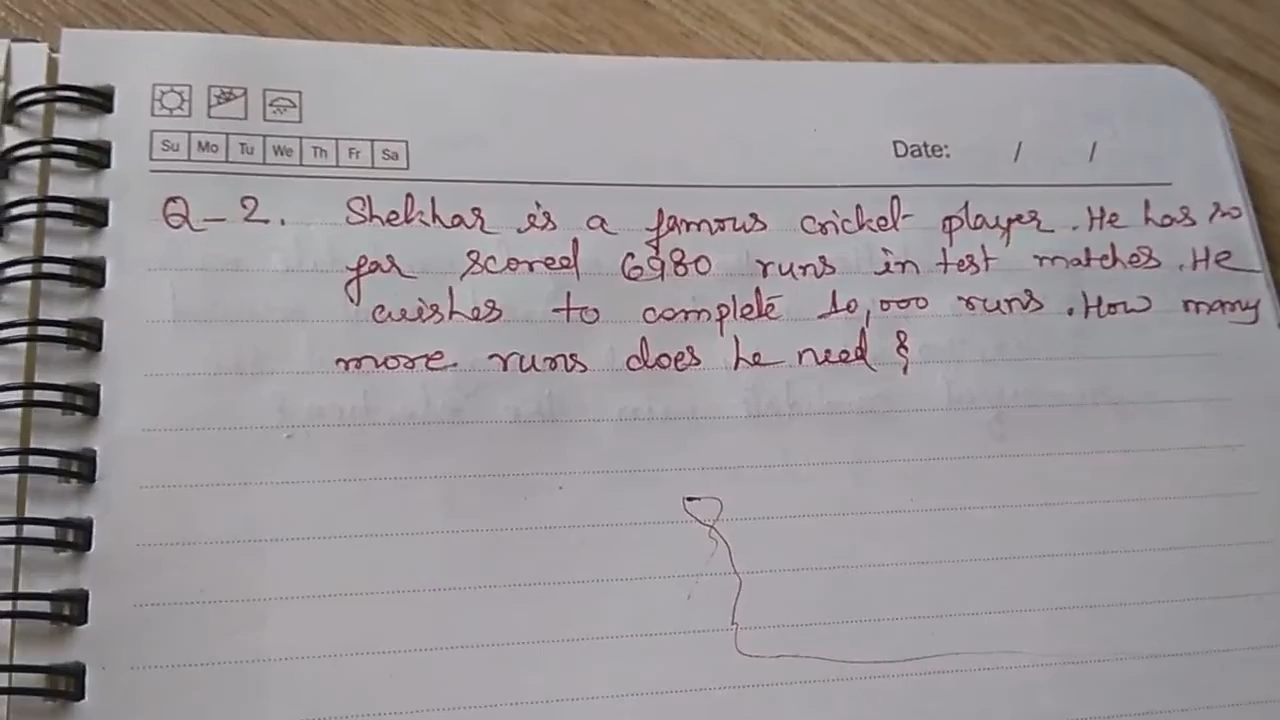 Su Mo Tu We Th Fr Sa
Date: / /
Q-2. Shekhar is a famous cricket player. He has so
far scored 6980 runs in test matches. He
wishes to complete 10,000 runs. How many
more runs does he need ?